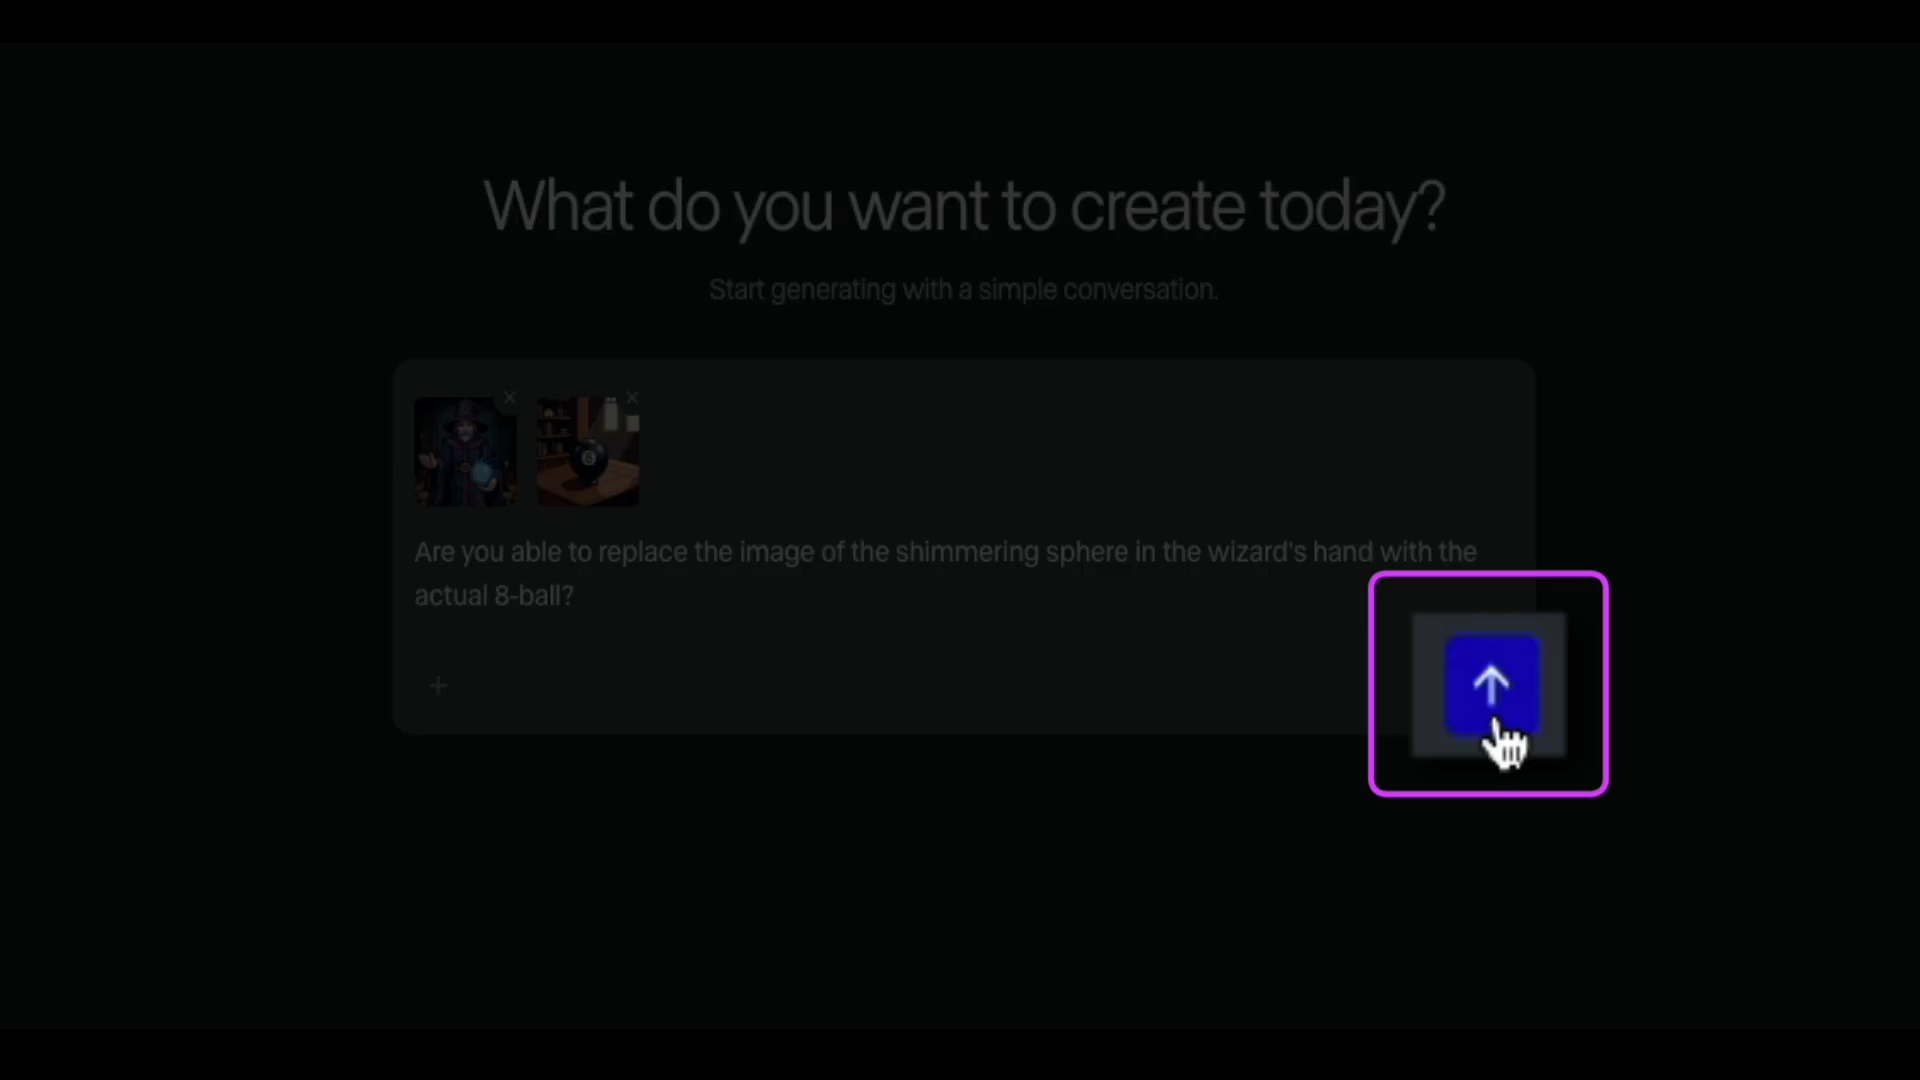 What do you want to create today?
Start generating with a simple conversation.
8
Are you able to replace the image of the shimmering sphere in the wizard's hand with the
actual 8-ball?